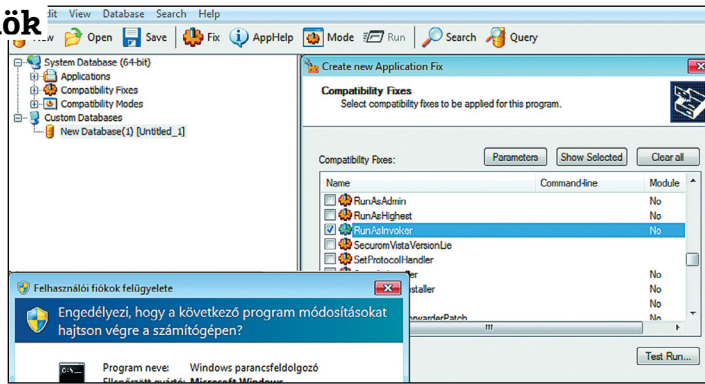 ök
dit View Database Search Help
Open Save Fix AppHelp Mode Run Search Query
System Database (64-bit)
Applications
Compatibility Fixes
Compatibility Modes
Custom Databases
New Database(1) [Untitled_1]
Create new Application Fix
Compatibility Fixes
Select compatibility fixes to be applied for this program.
Compatibility Fixes:
Parameters Show Selected Clear all
Name Command-line Module
RunAsAdmin No
RunAsHighest No
RunAsInvoker No
SecuromVistaVersionLie
SetProtocolHandler
er No
staller No
No
orwarderPatch No
Test Run...
Felhasználói fiókok felügyelete
Engedélyezi, hogy a következő program módosításokat
hajtson végre a számítógépen?
Program neve: Windows parancsfeldolgozó
Ellenőrzött gyártó: Microsoft Windows